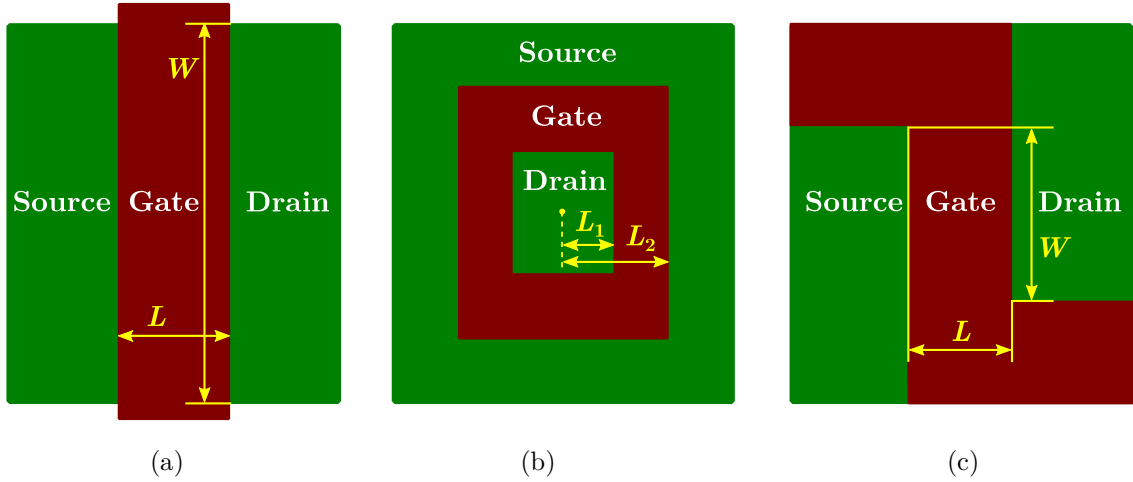 W
Source Gate Drain
L
(a)
Source
Gate
Drain
L1
L2
(b)
Source Gate Drain
W
L
(c)